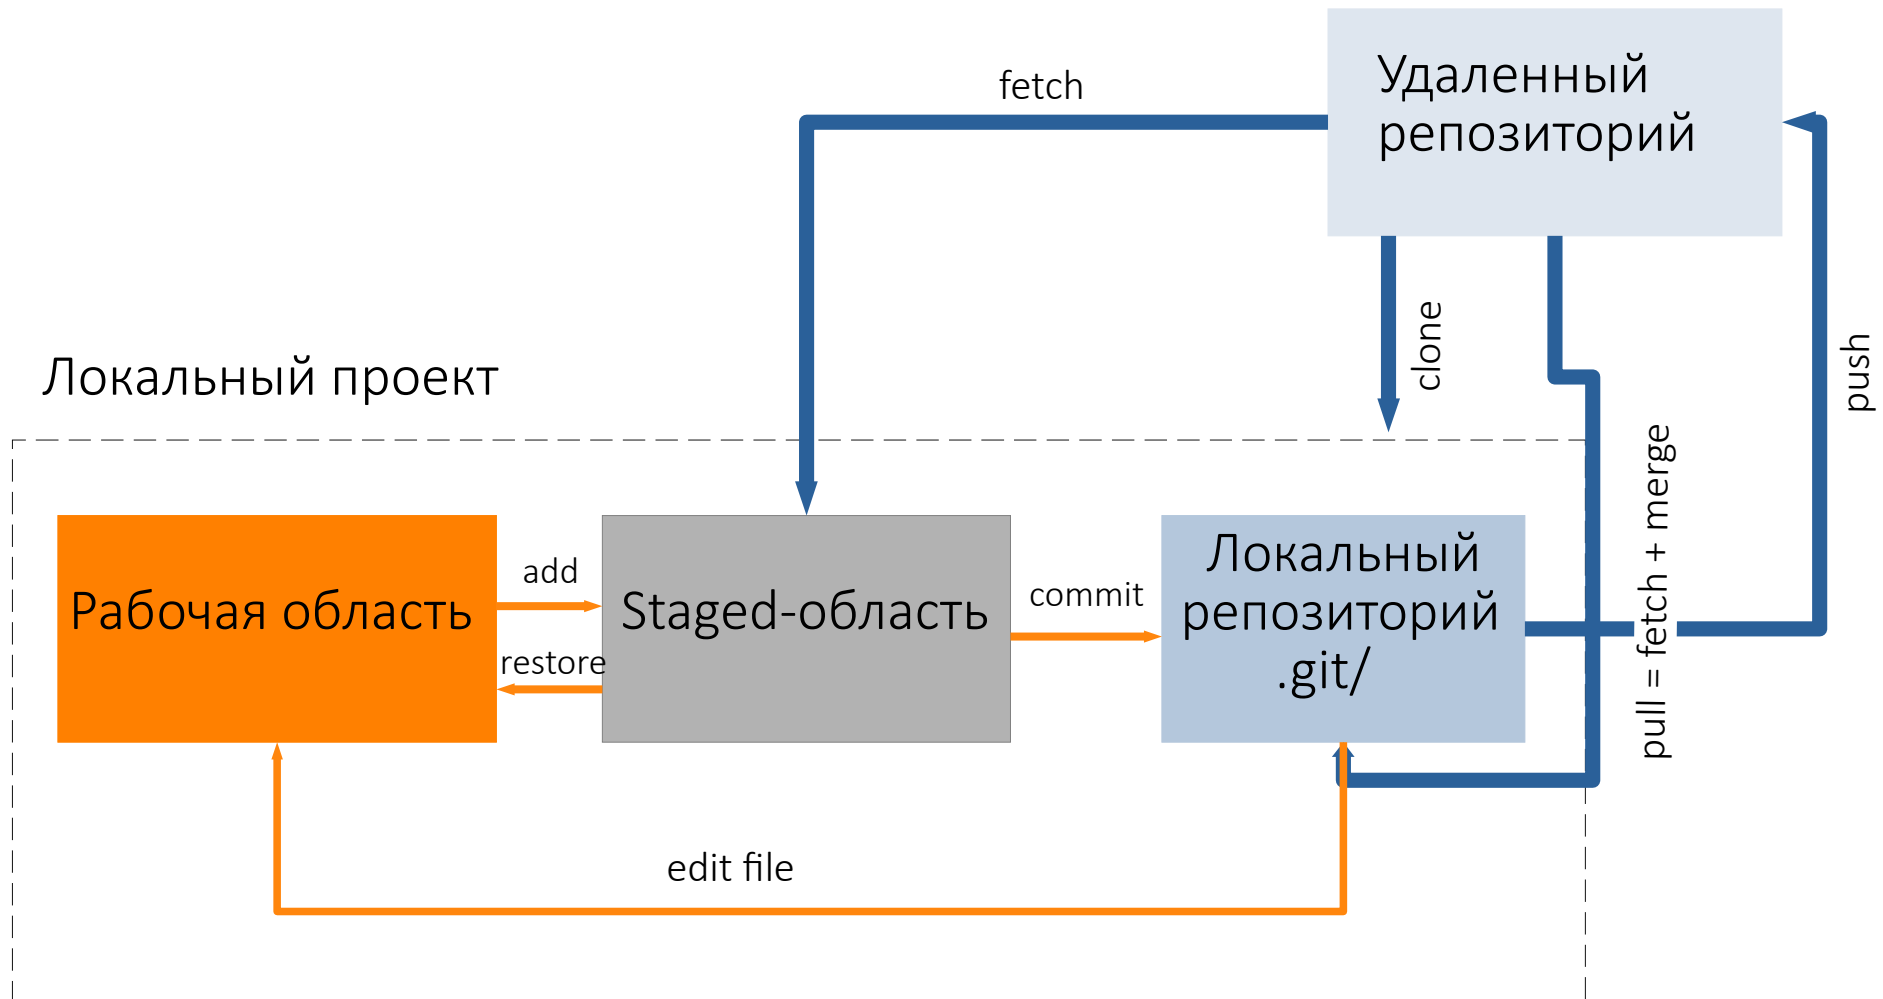 Удаленный
репозиторий
fetch
clone
push
Локальный проект
pull = fetch + merge
Рабочая область
add
restore
Staged-область
commit
Локальный
репозиторий
.git/
edit file